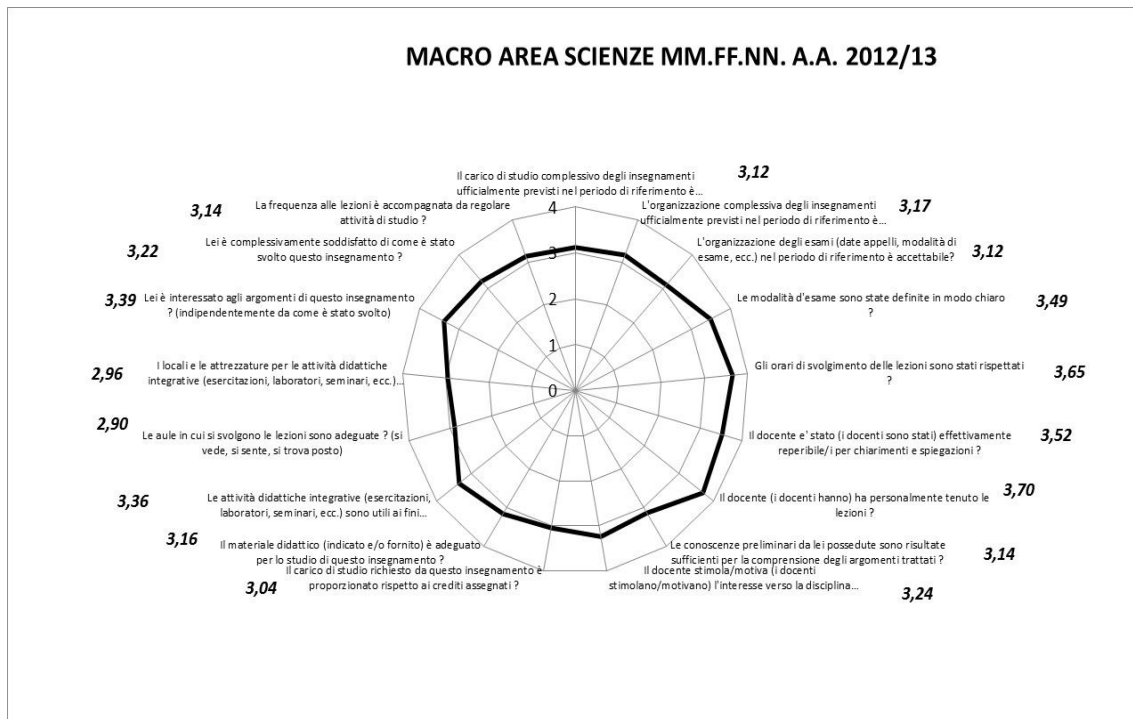 MACRO AREA SCIENZE MM.FF.NN. A.A. 2012/13
Il carico di studio complessivo degli insegnamenti
ufficialmente previsti nel periodo di riferimento è...
3,12
L'organizzazione complessiva degli insegnamenti
ufficialmente previsti nel periodo di riferimento è...
3,17
L'organizzazione degli esami (date appelli, modalità di
esame, ecc.) nel periodo di riferimento è accettabile?
3,12
Le modalità d'esame sono state definite in modo chiaro
?
3,49
Gli orari di svolgimento delle lezioni sono stati rispettati
?
3,65
Il docente e' stato (i docenti sono stati) effettivamente
reperibile/i per chiarimenti e spiegazioni ?
3,52
Il docente (i docenti hanno) ha personalmente tenuto le
lezioni ?
3,70
Le conoscenze preliminari da lei possedute sono risultate
sufficienti per la comprensione degli argomenti trattati ?
3,14
Il docente stimola/motiva (i docenti
stimolano/motivano) l'interesse verso la disciplina...
3,24
Il carico di studio richiesto da questo insegnamento è
proporzionato rispetto ai crediti assegnati ?
3,04
Il materiale didattico (indicato e/o fornito) è adeguato
per lo studio di questo insegnamento ?
3,16
Le attività didattiche integrative (esercitazioni,
laboratori, seminari, ecc.) sono utili ai fini...
3,36
Le aule in cui si svolgono le lezioni sono adeguate ? (si
vede, si sente, si trova posto)
2,90
I locali e le attrezzature per le attività didattiche
integrative (esercitazioni, laboratori, seminari, ecc.)...
2,96
Lei è interessato agli argomenti di questo insegnamento
? (indipendentemente da come è stato svolto)
3,39
Lei è complessivamente soddisfatto di come è stato
svolto questo insegnamento ?
3,22
La frequenza alle lezioni è accompagnata da regolare
attività di studio ?
3,14
4
3
2
1
0